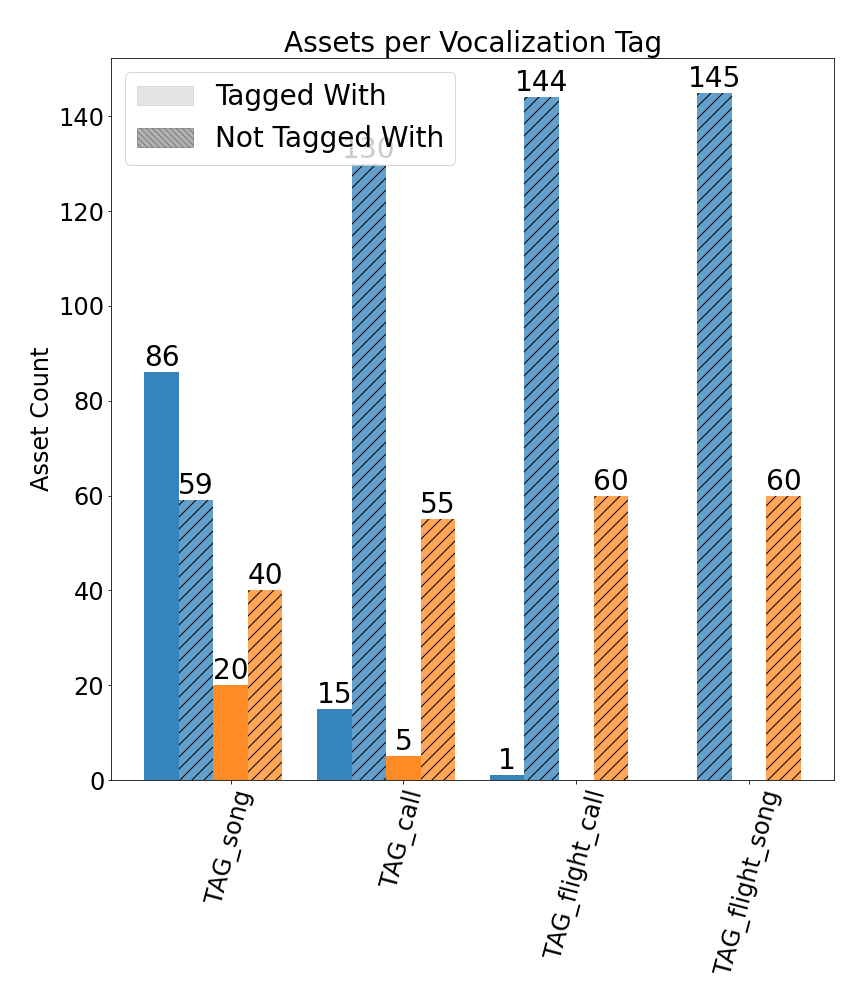 Assets per Vocalization Tag
Tagged With
Not Tagged With
Asset Count
140
120
100
80
60
40
20
0
86
59
20
40
15
130
5
55
1
144
60
145
60
TAG_song
TAG_call
TAG_flight_call
TAG_flight_song